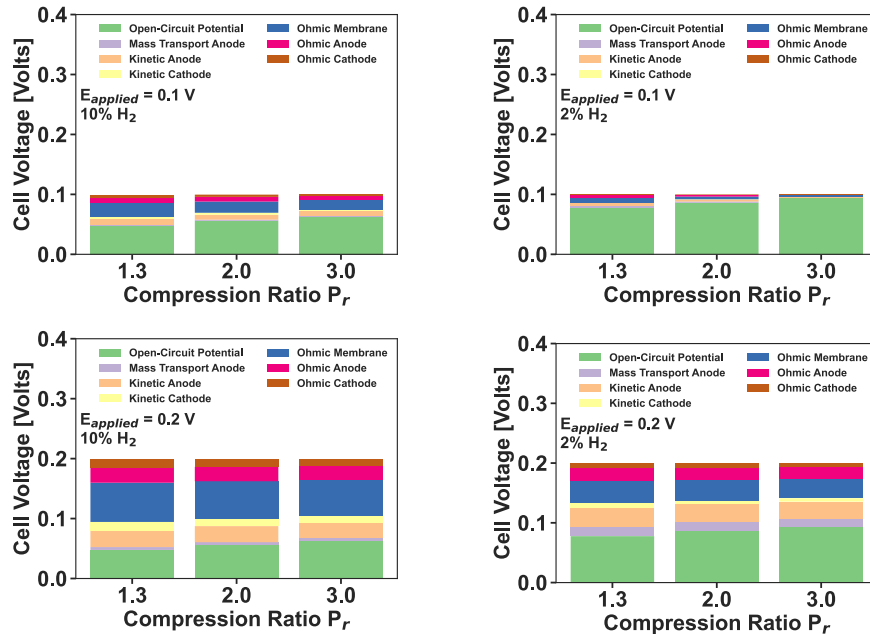 Cell Voltage [Volts]
0.4
0.3
0.2
0.1
0.0
Open-Circuit Potential
Mass Transport Anode
Kinetic Anode
Kinetic Cathode
Ohmic Membrane
Ohmic Anode
Ohmic Cathode
E_applied = 0.1 V
10% H₂
1.3 2.0 3.0
Compression Ratio P_r
Cell Voltage [Volts]
0.4
0.3
0.2
0.1
0.0
Open-Circuit Potential
Mass Transport Anode
Kinetic Anode
Kinetic Cathode
Ohmic Membrane
Ohmic Anode
Ohmic Cathode
E_applied = 0.1 V
2% H₂
1.3 2.0 3.0
Compression Ratio P_r
Cell Voltage [Volts]
0.4
0.3
0.2
0.1
0.0
Open-Circuit Potential
Mass Transport Anode
Kinetic Anode
Kinetic Cathode
Ohmic Membrane
Ohmic Anode
Ohmic Cathode
E_applied = 0.2 V
10% H₂
1.3 2.0 3.0
Compression Ratio P_r
Cell Voltage [Volts]
0.4
0.3
0.2
0.1
0.0
Open-Circuit Potential
Mass Transport Anode
Kinetic Anode
Kinetic Cathode
Ohmic Membrane
Ohmic Anode
Ohmic Cathode
E_applied = 0.2 V
2% H₂
1.3 2.0 3.0
Compression Ratio P_r